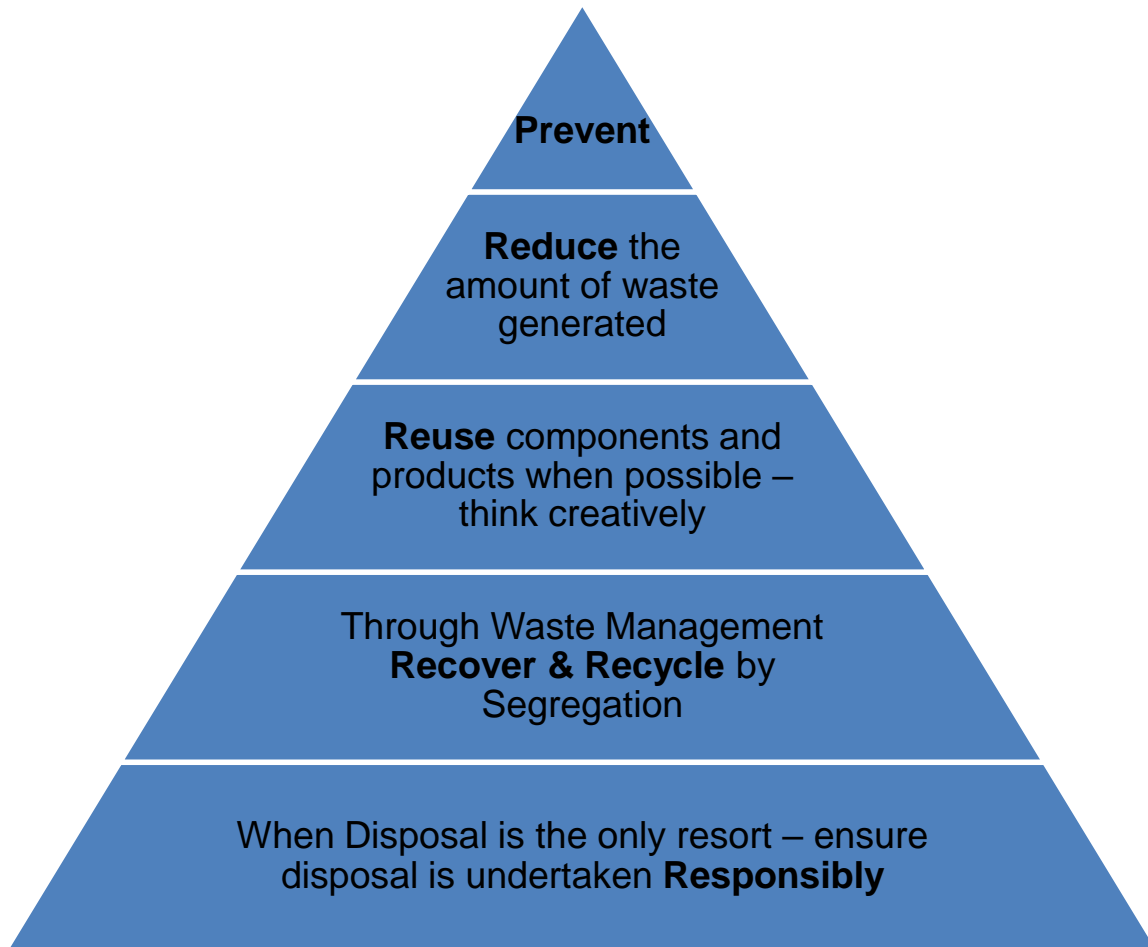 Prevent
Reduce the
amount of waste
generated
Reuse components and
products when possible –
think creatively
Through Waste Management
Recover & Recycle by
Segregation
When Disposal is the only resort – ensure
disposal is undertaken Responsibly